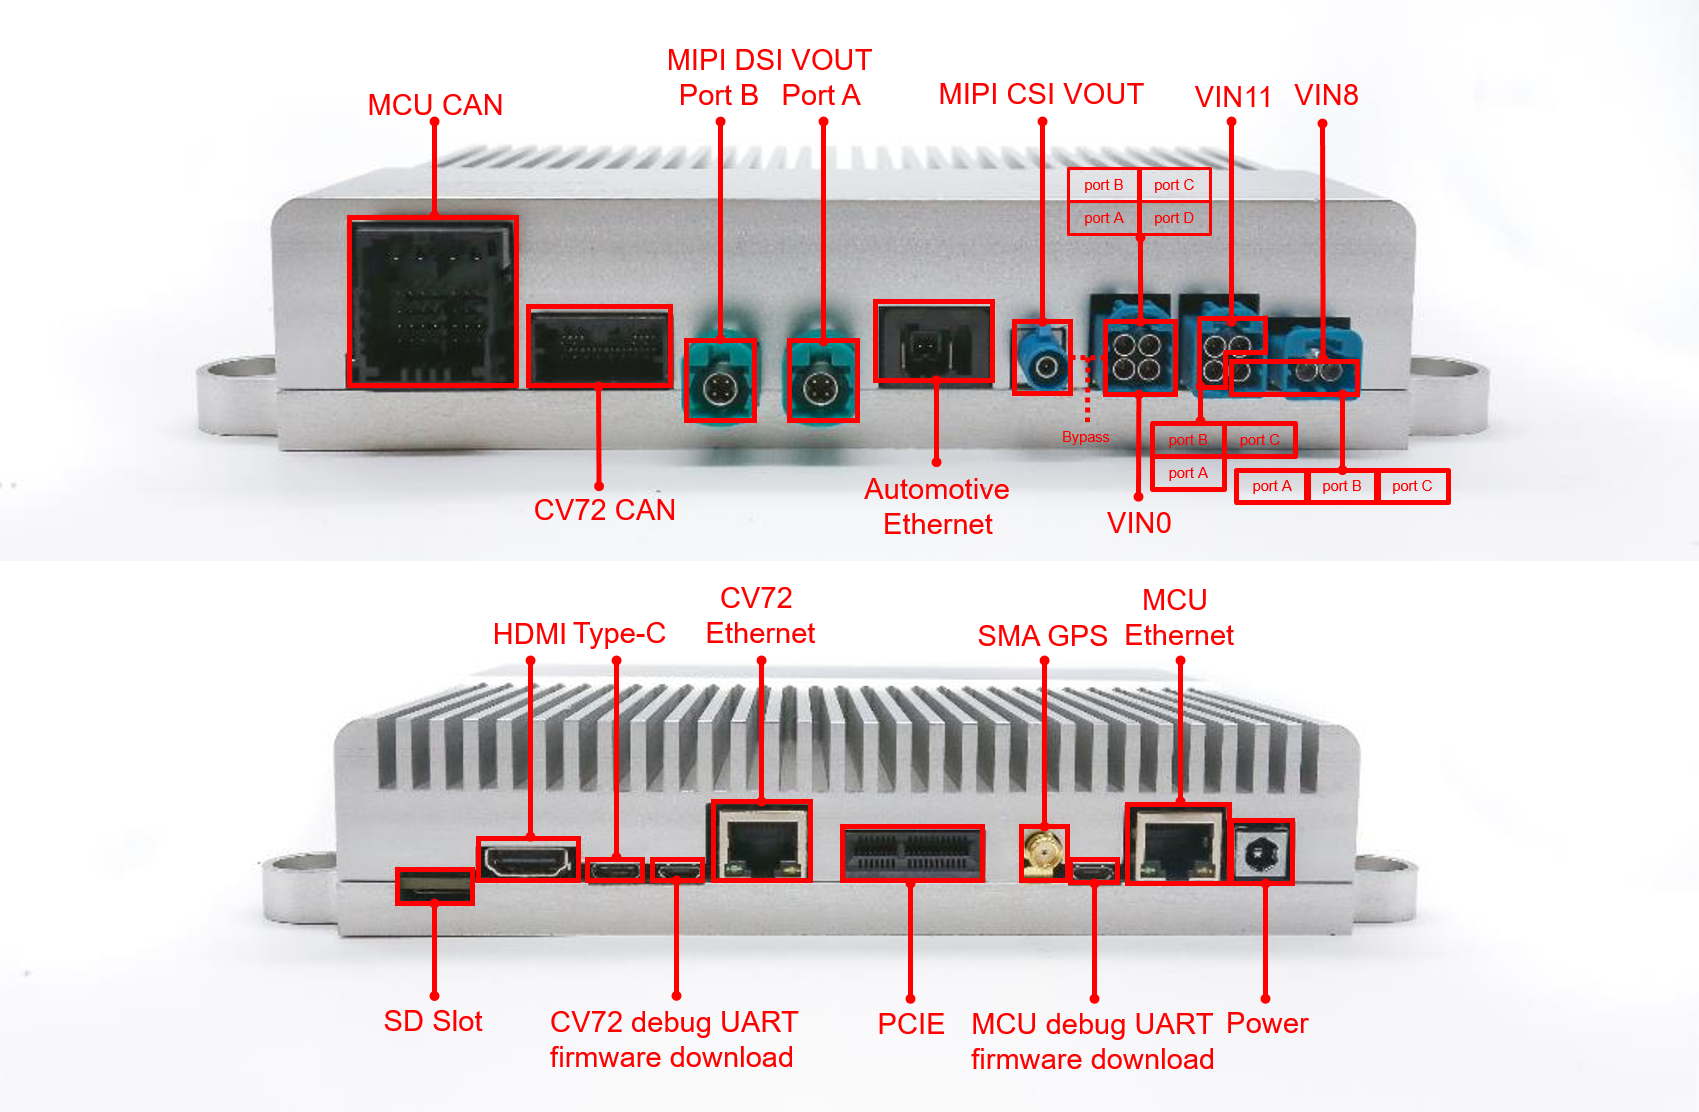 MIPI DSI VOUT
MCU CAN
Port B
Port A
MIPI CSI VOUT
VIN11
VIN8
port B
port C
port A
port D
Bypass
port B
port C
port A
port A
port B
port C
CV72 CAN
Automotive
Ethernet
VIN0
HDMI
Type-C
CV72
Ethernet
SMA GPS
MCU
Ethernet
SD Slot
CV72 debug UART
firmware download
PCIE
MCU debug UART
firmware download
Power